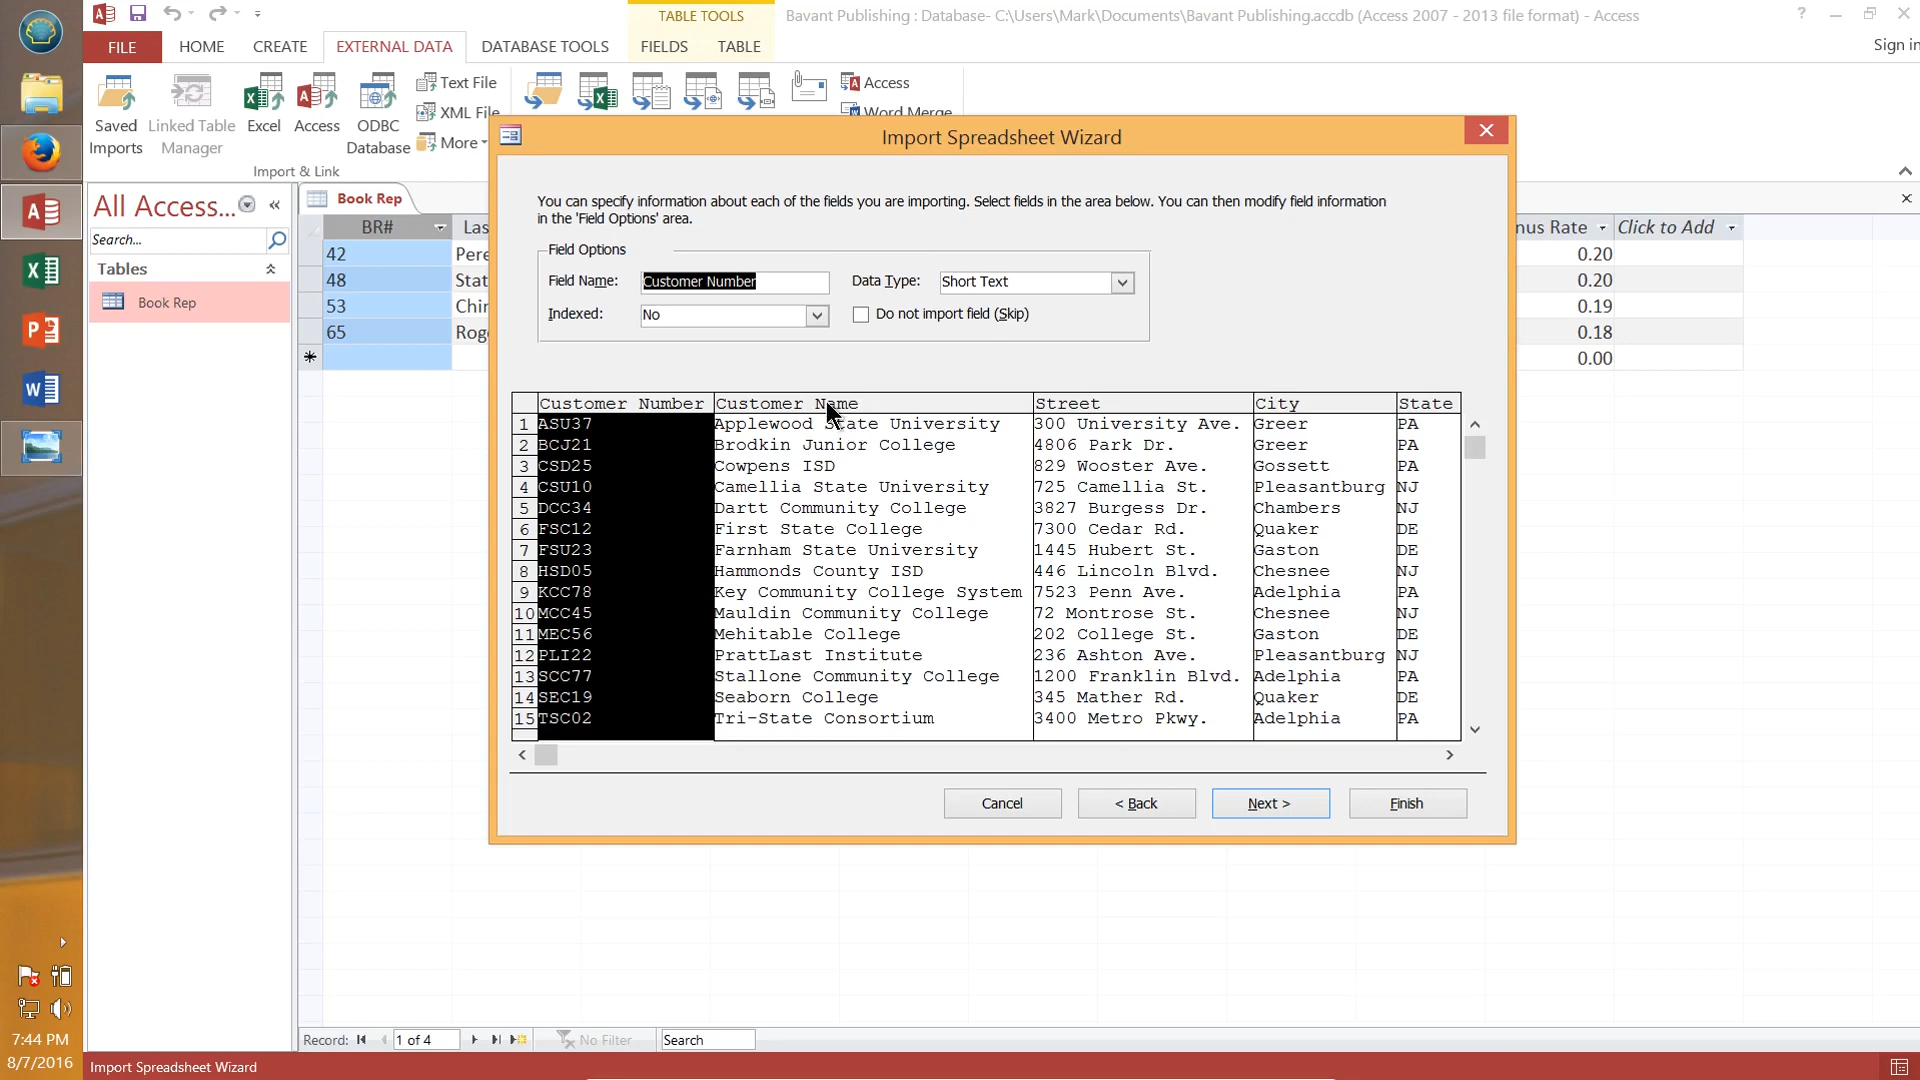 TABLE TOOLS
Bavant Publishing : Database- C:\Users\Mark\Documents\Bavant Publishing.accdb (Access 2007 - 2013 file format) - Access
FILE HOME CREATE EXTERNAL DATA DATABASE TOOLS FIELDS TABLE
Sign in
Saved Imports
Linked Table Manager
Excel
Access
ODBC Database
Text File
XML File
More
Access
Word Merge
Import & Link
All Access...
Search...
Tables
Book Rep
Book Rep
BR# Las nus Rate Click to Add
42 Pere 0.20
48 Stat 0.20
53 Chin 0.19
65 Roge 0.18
0.00
Import Spreadsheet Wizard
You can specify information about each of the fields you are importing. Select fields in the area below. You can then modify field information
in the 'Field Options' area.
Field Options
Field Name: Customer Number Data Type: Short Text
Indexed: No Do not import field (Skip)
Customer Number Customer Name Street City State
1 ASU37 Applewood State University 300 University Ave. Greer PA
2 BCJ21 Brodkin Junior College 4806 Park Dr. Greer PA
3 CSD25 Cowpens ISD 829 Wooster Ave. Gossett PA
4 CSU10 Camellia State University 725 Camellia St. Pleasantburg NJ
5 DCC34 Dartt Community College 3827 Burgess Dr. Chambers NJ
6 FSC12 First State College 7300 Cedar Rd. Quaker DE
7 FSU23 Farnham State University 1445 Hubert St. Gaston DE
8 HSD05 Hammonds County ISD 446 Lincoln Blvd. Chesnee NJ
9 KCC78 Key Community College System 7523 Penn Ave. Adelphia PA
10 MCC45 Mauldin Community College 72 Montrose St. Chesnee NJ
11 MEC56 Mehitable College 202 College St. Gaston DE
12 PLI22 PrattLast Institute 236 Ashton Ave. Pleasantburg NJ
13 SCC77 Stallone Community College 1200 Franklin Blvd. Adelphia PA
14 SEC19 Seaborn College 345 Mather Rd. Quaker DE
15 TSC02 Tri-State Consortium 3400 Metro Pkwy. Adelphia PA
Cancel < Back Next > Finish
Record: 1 of 4 No Filter Search
7:44 PM
8/7/2016
Import Spreadsheet Wizard